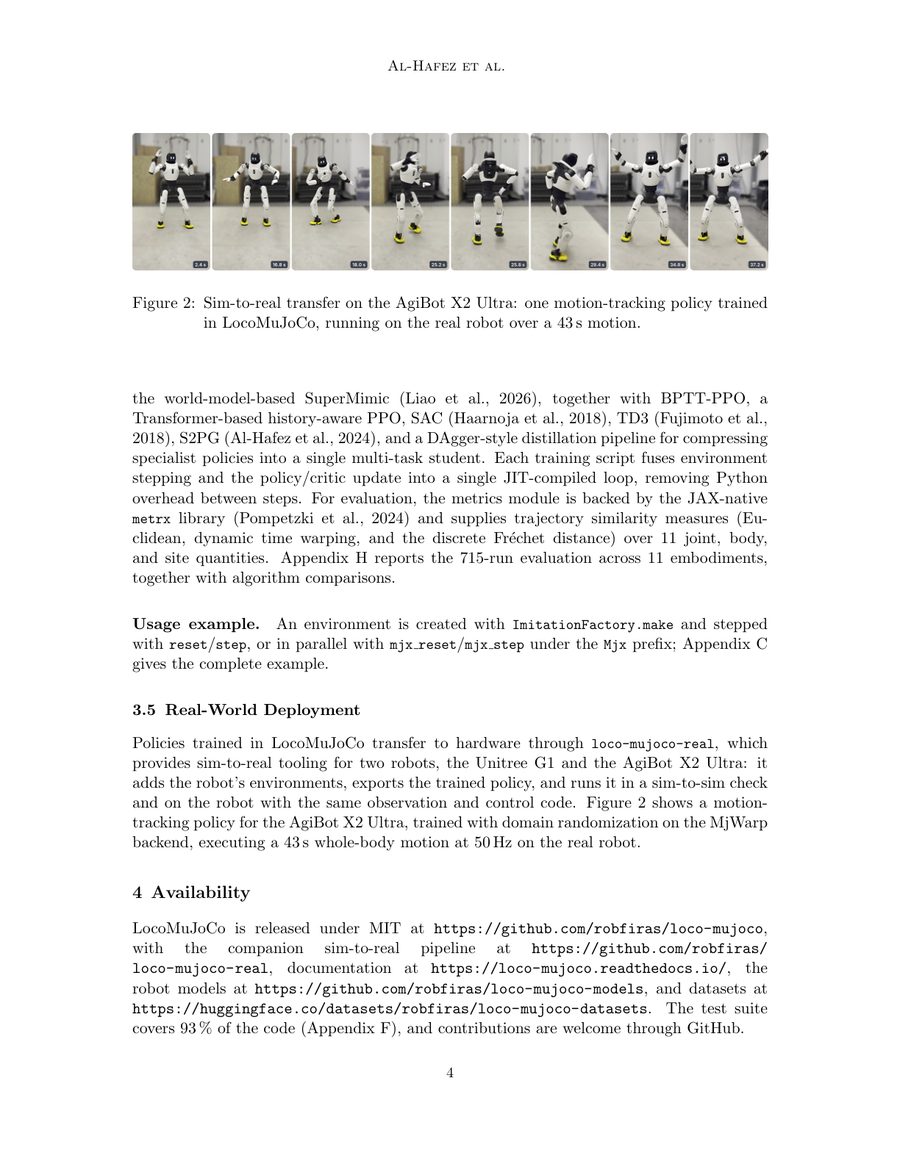 AL-HAFEZ ET AL.
2.4 s
16.8 s
18.0 s
25.2 s
25.8 s
29.4 s
34.8 s
37.2 s
Figure 2: Sim-to-real transfer on the AgiBot X2 Ultra: one motion-tracking policy trained
in LocoMuJoCo, running on the real robot over a 43 s motion.
the world-model-based SuperMimic (Liao et al., 2026), together with BPTT-PPO, a
Transformer-based history-aware PPO, SAC (Haarnoja et al., 2018), TD3 (Fujimoto et al.,
2018), S2PG (Al-Hafez et al., 2024), and a DAgger-style distillation pipeline for compressing
specialist policies into a single multi-task student. Each training script fuses environment
stepping and the policy/critic update into a single JIT-compiled loop, removing Python
overhead between steps. For evaluation, the metrics module is backed by the JAX-native
metrx library (Pompetzki et al., 2024) and supplies trajectory similarity measures (Eu-
clidean, dynamic time warping, and the discrete Fréchet distance) over 11 joint, body,
and site quantities. Appendix H reports the 715-run evaluation across 11 embodiments,
together with algorithm comparisons.
Usage example. An environment is created with ImitationFactory.make and stepped
with reset/step, or in parallel with mjx_reset/mjx_step under the Mjx prefix; Appendix C
gives the complete example.
3.5 Real-World Deployment
Policies trained in LocoMuJoCo transfer to hardware through loco-mujoco-real, which
provides sim-to-real tooling for two robots, the Unitree G1 and the AgiBot X2 Ultra: it
adds the robot's environments, exports the trained policy, and runs it in a sim-to-sim check
and on the robot with the same observation and control code. Figure 2 shows a motion-
tracking policy for the AgiBot X2 Ultra, trained with domain randomization on the MjWarp
backend, executing a 43 s whole-body motion at 50 Hz on the real robot.
4 Availability
LocoMuJoCo is released under MIT at https://github.com/robfiras/loco-mujoco,
with the companion sim-to-real pipeline at https://github.com/robfiras/
loco-mujoco-real, documentation at https://loco-mujoco.readthedocs.io/, the
robot models at https://github.com/robfiras/loco-mujoco-models, and datasets at
https://huggingface.co/datasets/robfiras/loco-mujoco-datasets. The test suite
covers 93 % of the code (Appendix F), and contributions are welcome through GitHub.
4